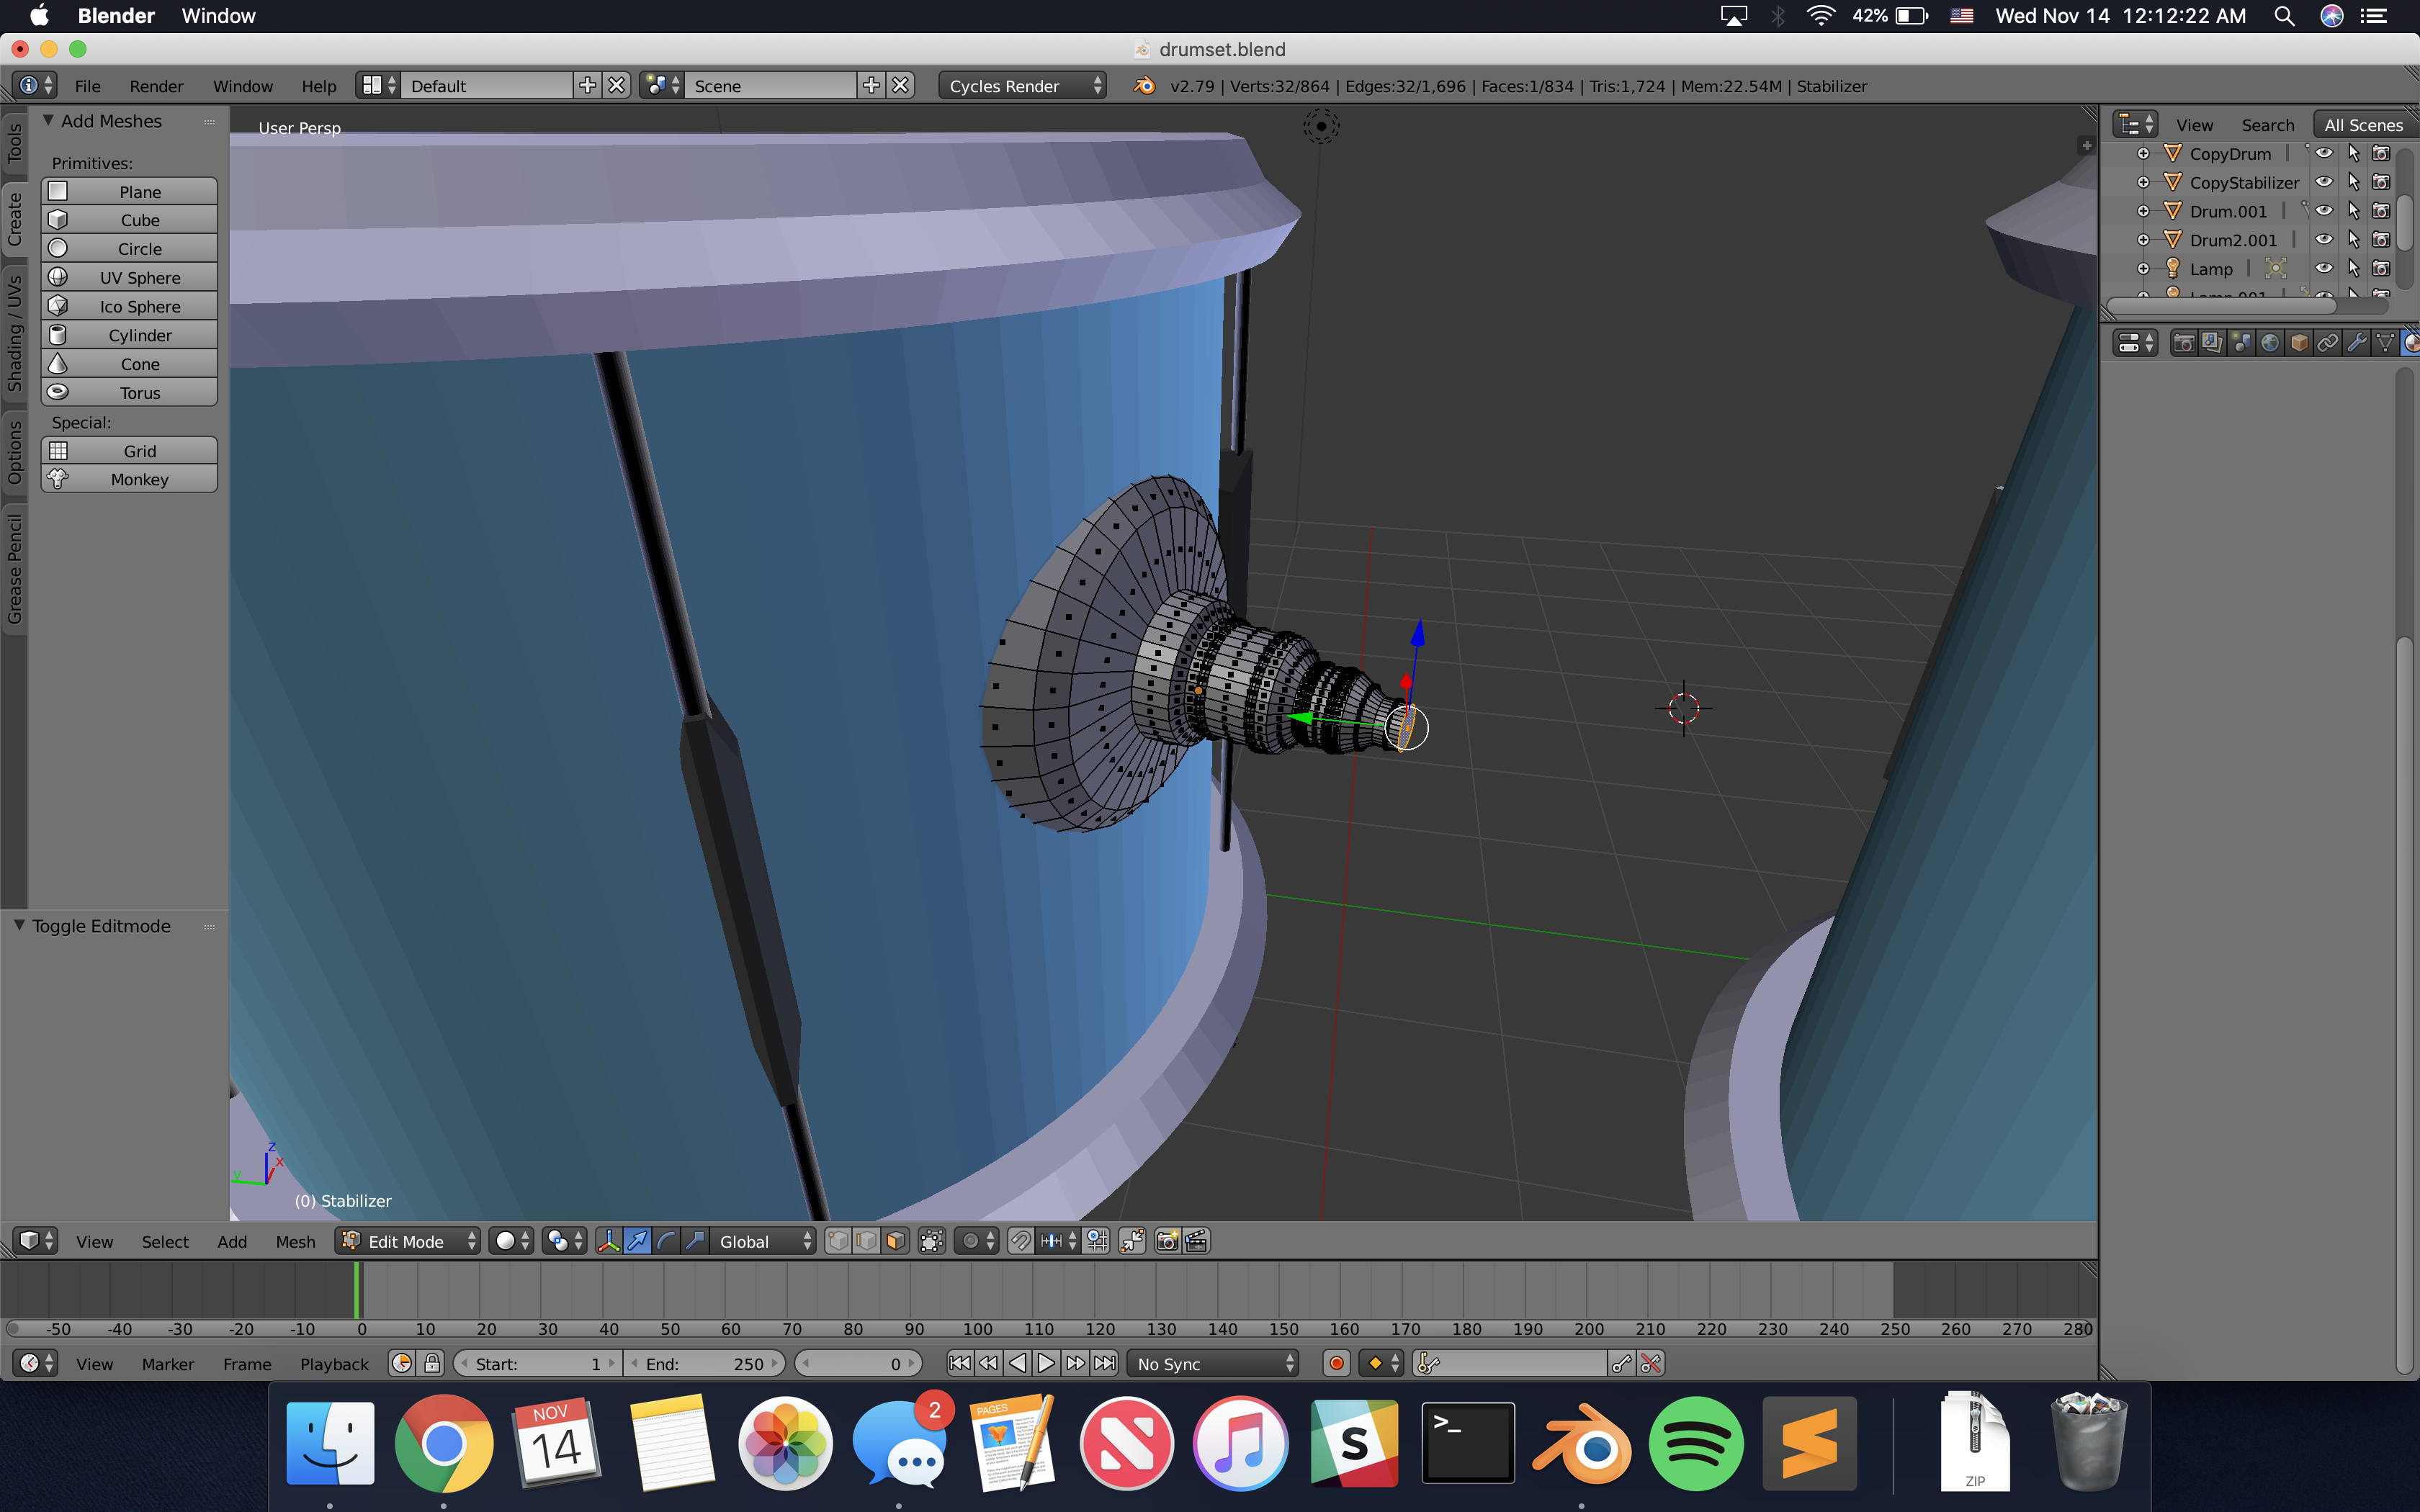 Blender Window 42% Wed Nov 14 12:12:22 AM
drumset.blend
File Render Window Help Default Scene Cycles Render v2.79 | Verts:32/864 | Edges:32/1,696 | Faces:1/834 | Tris:1,724 | Mem:22.54M | Stabilizer
Tools
Create
Shading / UVs
Options
Grease Pencil
Add Meshes
Primitives:
Plane
Cube
Circle
UV Sphere
Ico Sphere
Cylinder
Cone
Torus
Special:
Grid
Monkey
Toggle Editmode
User Persp
z
x
y
(0) Stabilizer
View Search All Scenes
CopyDrum
CopyStabilizer
Drum.001
Drum2.001
Lamp
Lamp.001
View Select Add Mesh Edit Mode Global
-50 -40 -30 -20 -10 0 10 20 30 40 50 60 70 80 90 100 110 120 130 140 150 160 170 180 190 200 210 220 230 240 250 260 270 280
View Marker Frame Playback Start: 1 End: 250 0 No Sync
NOV
14
2
PAGES
S
>_
ZIP